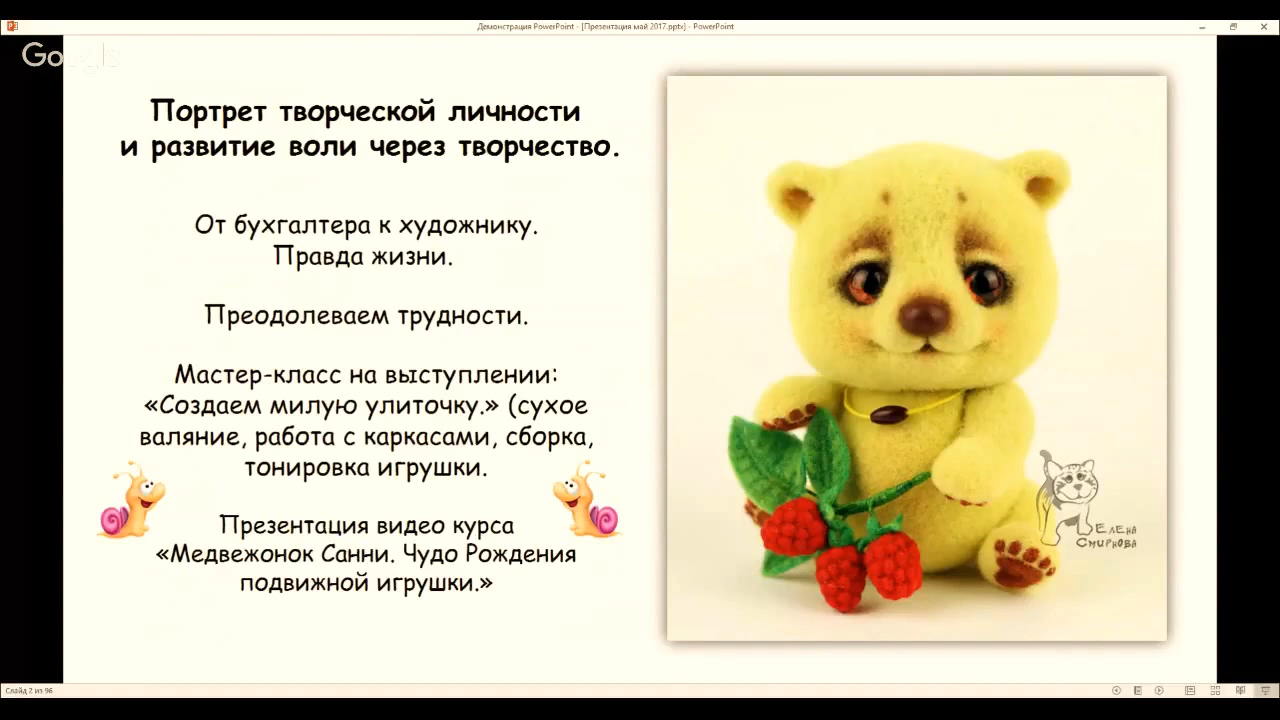 Демонстрация PowerPoint - [Презентация май 2017.pptx] - PowerPoint
Google
Портрет творческой личности
и развитие воли через творчество.
От бухгалтера к художнику.
Правда жизни.
Преодолеваем трудности.
Мастер-класс на выступлении:
«Создаем милую улиточку.» (сухое
валяние, работа с каркасами, сборка,
тонировка игрушки.
Презентация видео курса
«Медвежонок Санни. Чудо Рождения
подвижной игрушки.»
Елена
Смирнова
Слайд 2 из 96